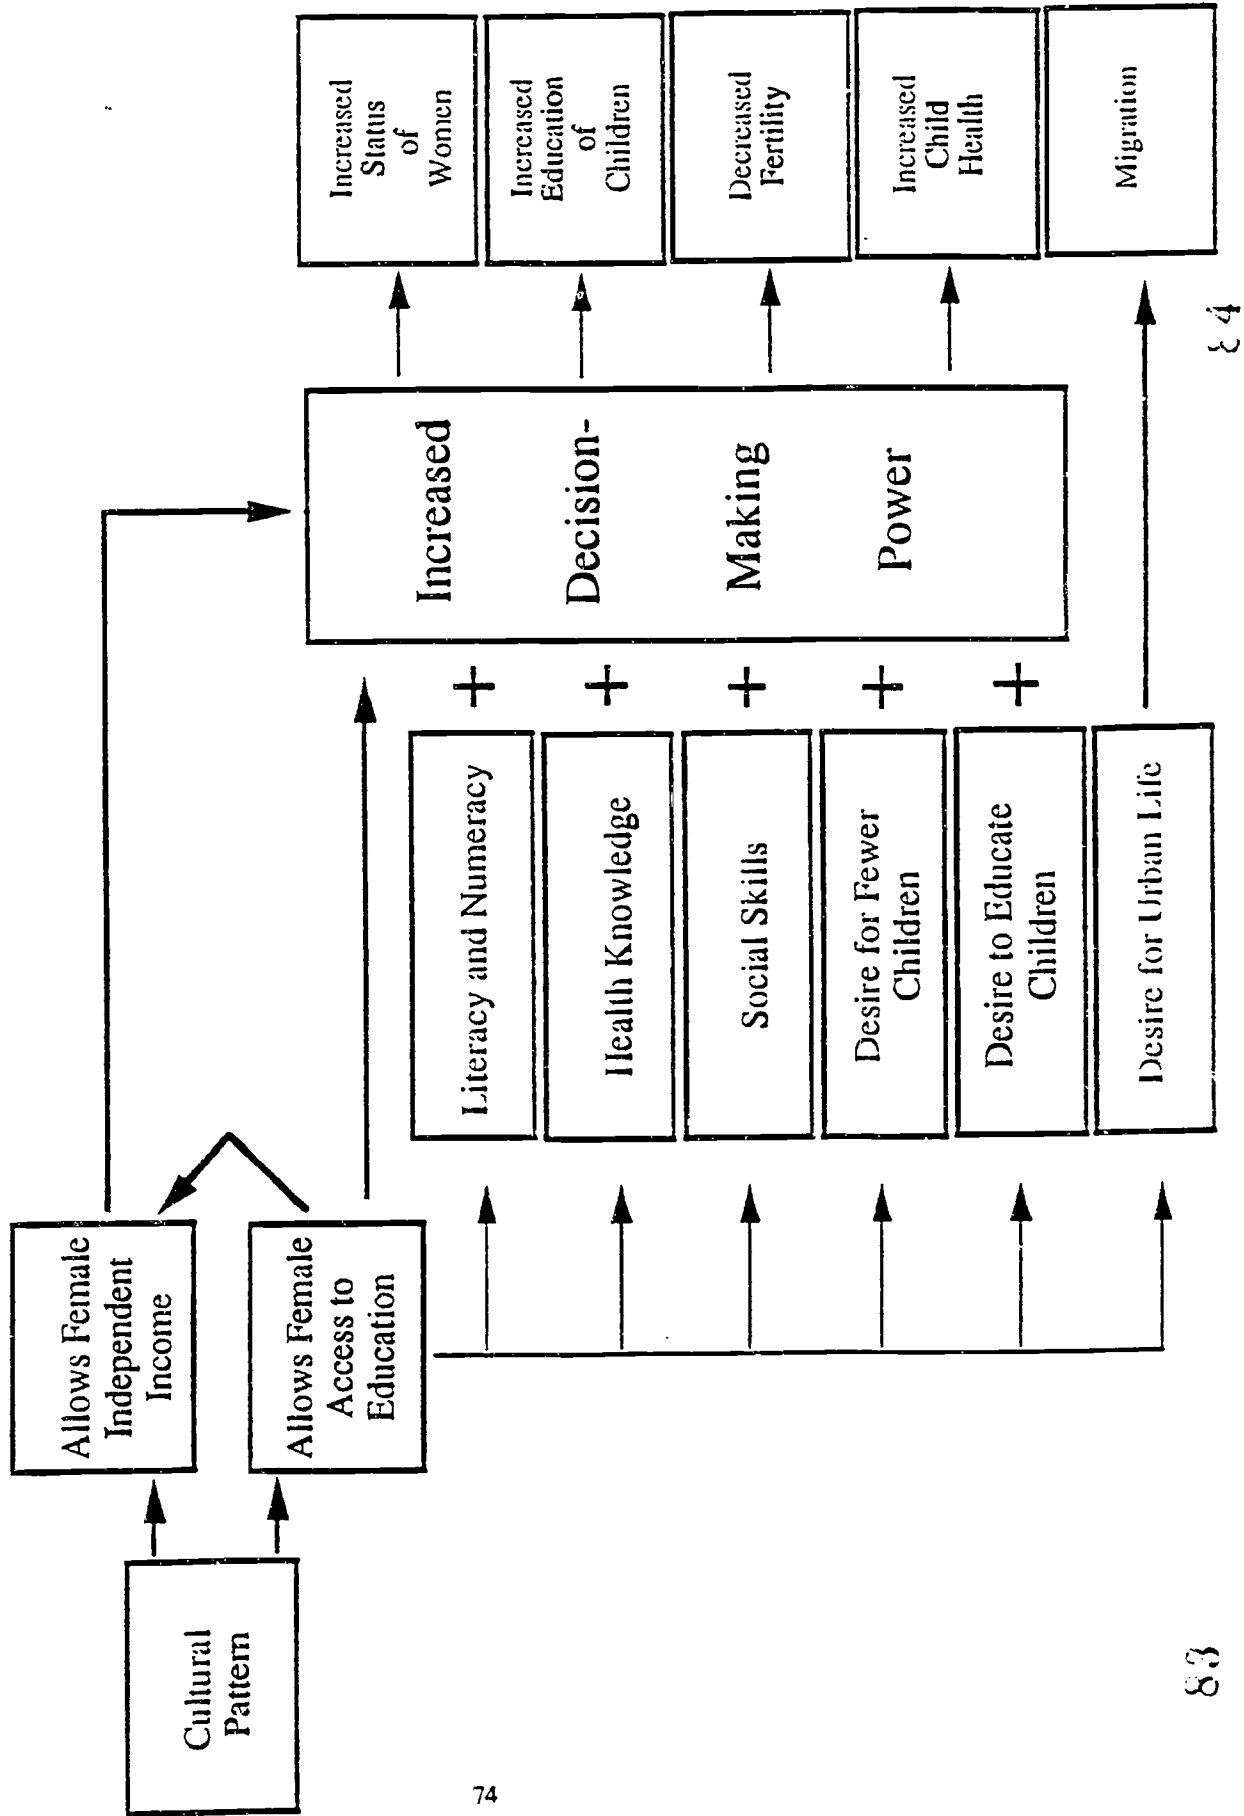 Cultural
Pattern
Allows Female
Independent
Income
Allows Female
Access to
Education
Literacy and Numeracy
Health Knowledge
Social Skills
Desire for Fewer
Children
Desire to Educate
Children
Desire for Urban Life
+
+
+
+
+
Increased
Decision-
Making
Power
Increased
Status
of
Women
Increased
Education
of
Children
Decreased
Fertility
Increased
Child
Health
Migration
74
83
84